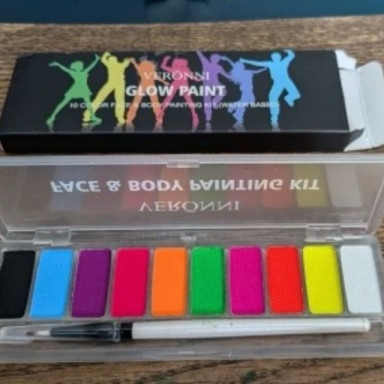 VERONNI
GLOW PAINT
10 COLOR FACE & BODY PAINTING KIT(WATER BASED)
FACE & BODY PAINTING KIT
VERONNI